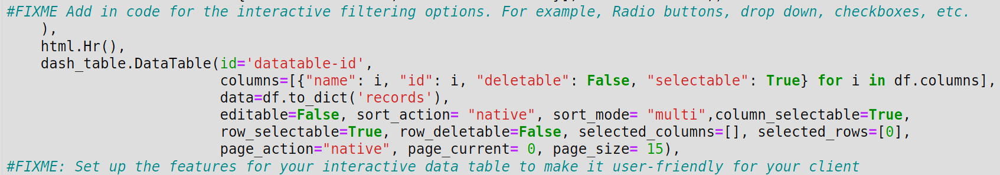 #FIXME Add in code for the interactive filtering options. For example, Radio buttons, drop down, checkboxes, etc.
    ),
    html.Hr(),
    dash_table.DataTable(id='datatable-id',
                         columns=[{"name": i, "id": i, "deletable": False, "selectable": True} for i in df.columns],
                         data=df.to_dict('records'),
                         editable=False, sort_action= "native", sort_mode= "multi",column_selectable=True,
                         row_selectable=True, row_deletable=False, selected_columns=[], selected_rows=[0],
                         page_action="native", page_current= 0, page_size= 15),
#FIXME: Set up the features for your interactive data table to make it user-friendly for your client